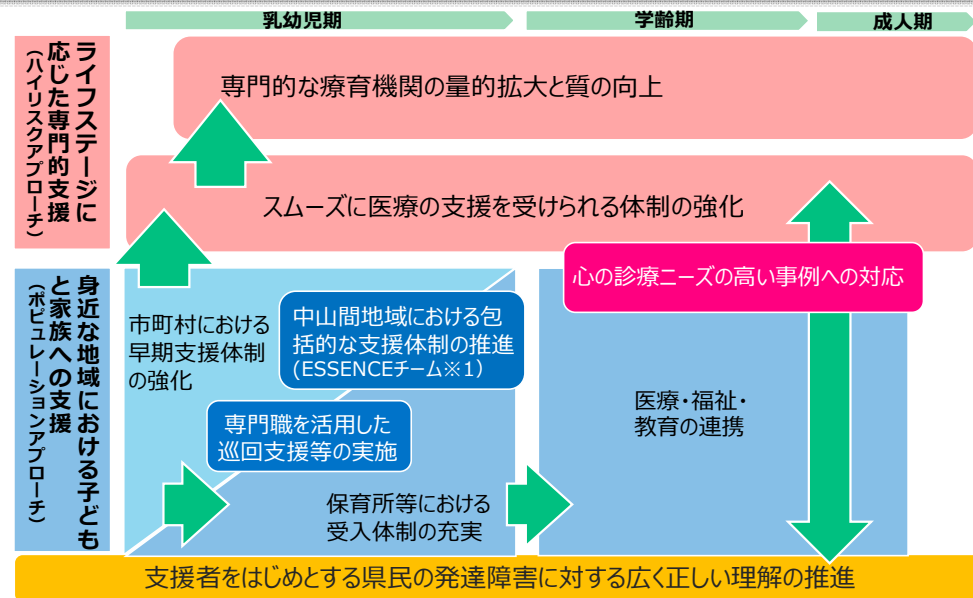 乳幼児期
学齢期
成人期
ライフステージに
応じた専門的支援
（ハイリスクアプローチ）
専門的な療育機関の量的拡大と質の向上
スムーズに医療の支援を受けられる体制の強化
心の診療ニーズの高い事例への対応
身近な地域における子ども
と家族への支援
（ポピュレーションアプローチ）
市町村における
早期支援体制
の強化
中山間地域における包
括的な支援体制の推進
(ESSENCEチーム※1）
専門職を活用した
巡回支援等の実施
保育所等における
受入体制の充実
医療・福祉・
教育の連携
支援者をはじめとする県民の発達障害に対する広く正しい理解の推進